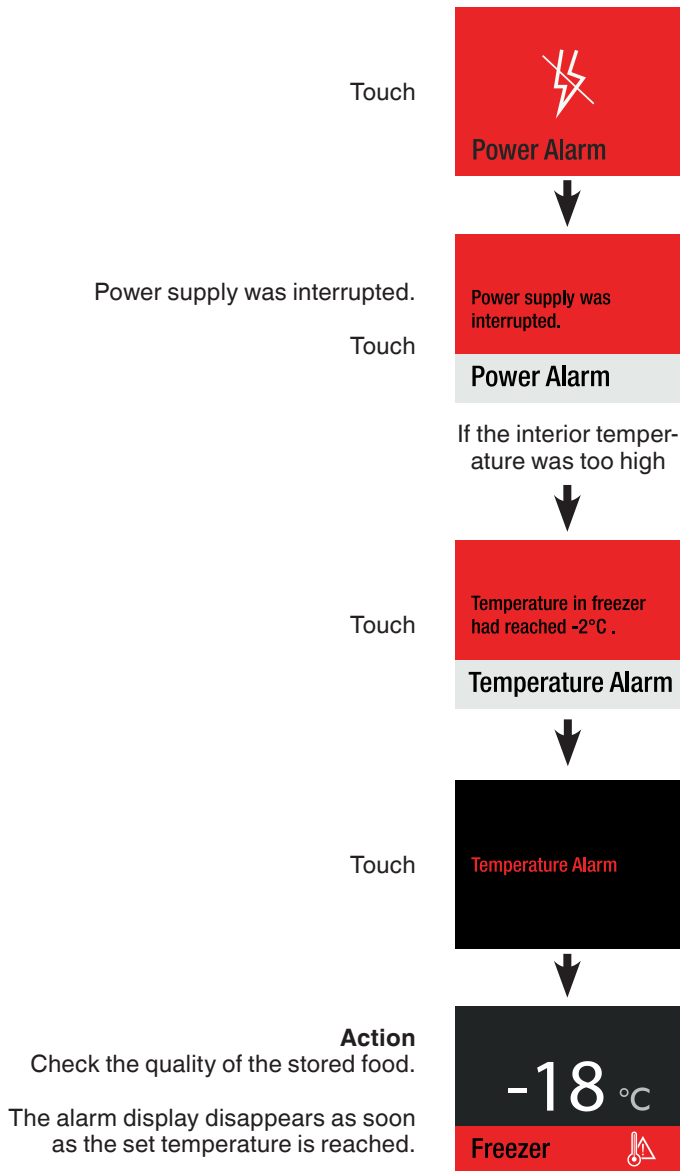 Touch
Power Alarm
Power supply was interrupted.
Touch
Power supply was
interrupted.
Power Alarm
If the interior temper-
ature was too high
Touch
Temperature in freezer
had reached -2°C .
Temperature Alarm
Touch
Temperature Alarm
Action
Check the quality of the stored food.
The alarm display disappears as soon
as the set temperature is reached.
-18 °C
Freezer